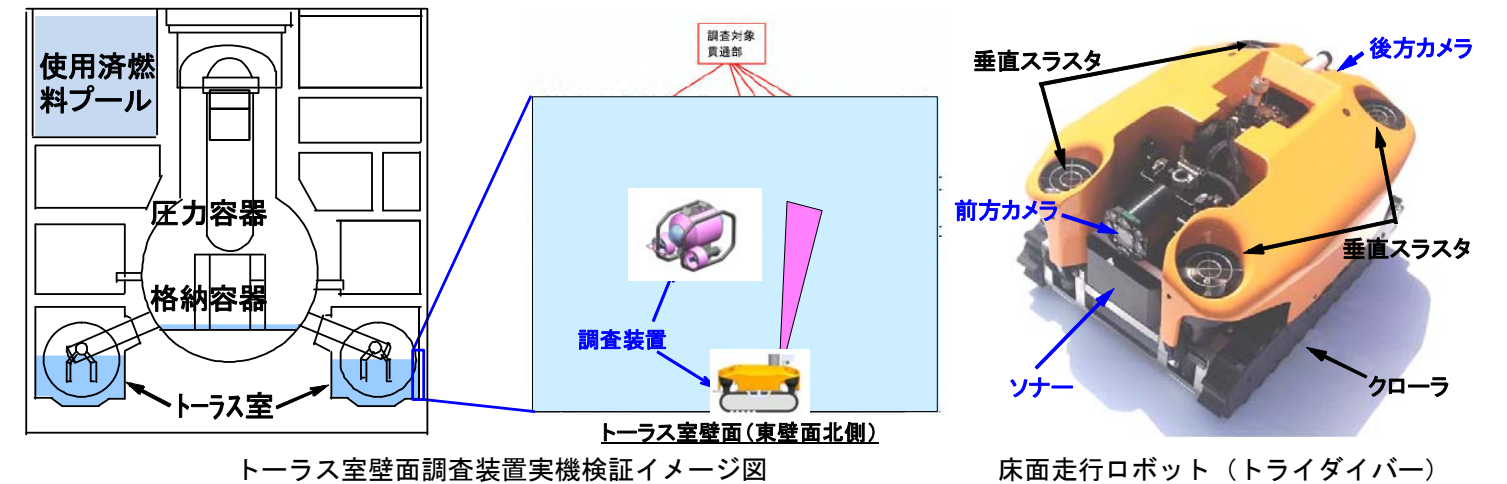 使用済燃
料プール
圧力容器
格納容器
トーラス室
調査対象
貫通部
調査装置
トーラス室壁面(東壁面北側)
トーラス室壁面調査装置実機検証イメージ図
垂直スラスタ
後方カメラ
前方カメラ
垂直スラスタ
ソナー
クローラ
床面走行ロボット(トライダイバー)